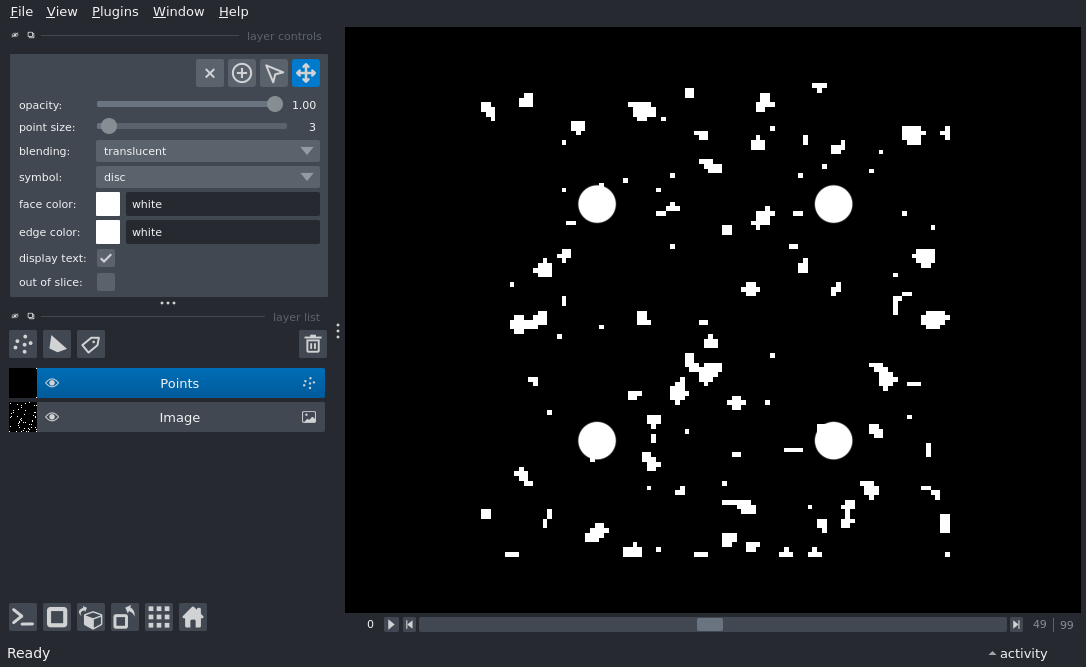 File View Plugins Window Help
layer controls
opacity: 1.00
point size: 3
blending: translucent
symbol: disc
face color: white
edge color: white
display text:
out of slice:
layer list
Points
Image
0 49 99
Ready activity